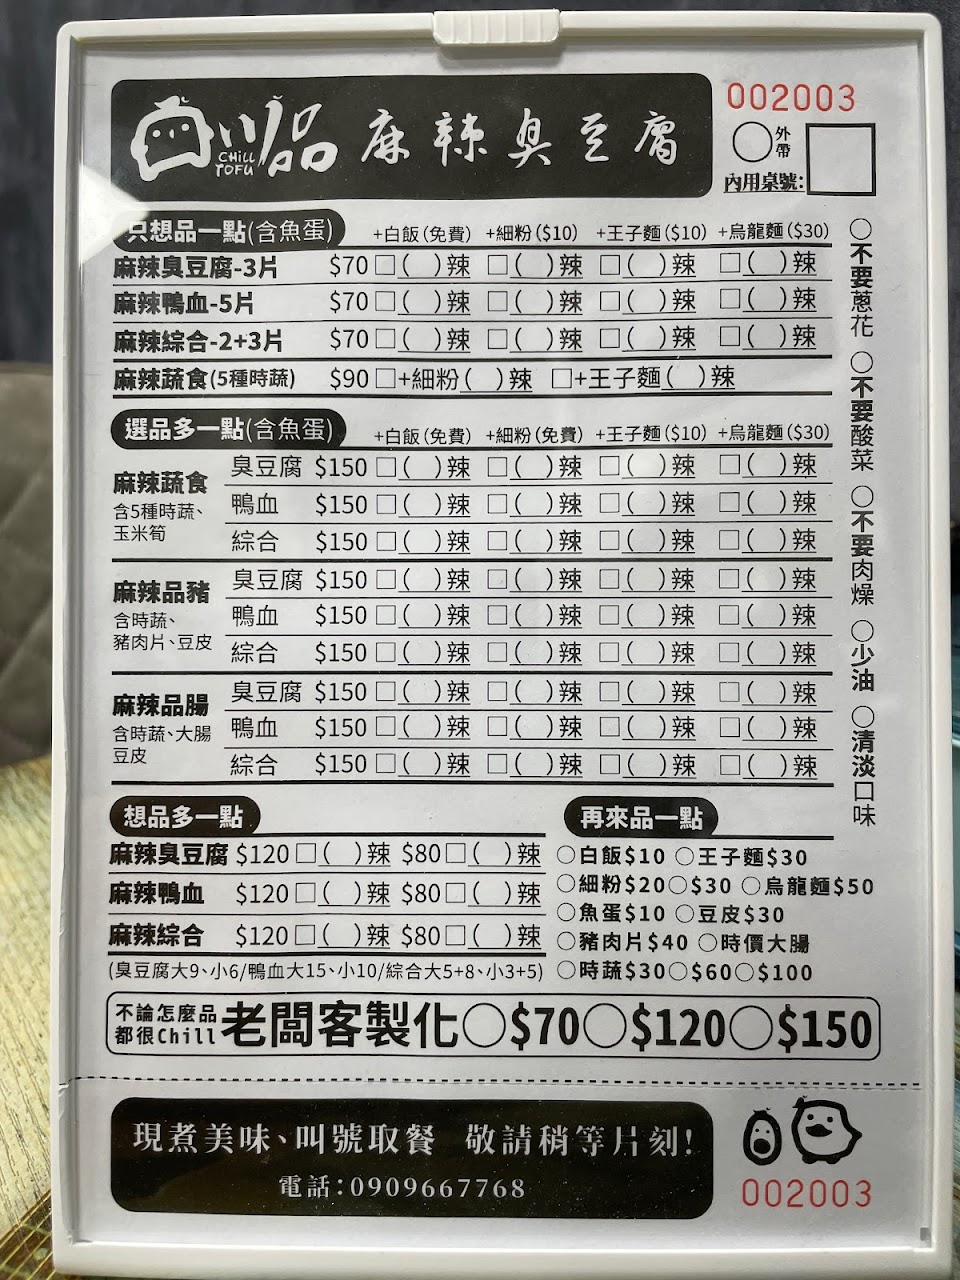 川品 麻辣臭豆腐
CHiLL
TOFU
002003
○外帶
內用桌號:
只想品一點(含魚蛋) +白飯(免費) +細粉($10) +王子麵($10) +烏龍麵($30)
麻辣臭豆腐-3片 $70□( )辣 □( )辣 □( )辣 □( )辣
麻辣鴨血-5片 $70□( )辣 □( )辣 □( )辣 □( )辣
麻辣綜合-2+3片 $70□( )辣 □( )辣 □( )辣 □( )辣
麻辣蔬食(5種時蔬) $90□+細粉( )辣 □+王子麵( )辣
選品多一點(含魚蛋) +白飯(免費) +細粉(免費) +王子麵($10) +烏龍麵($30)
麻辣蔬食
含5種時蔬、
玉米筍
臭豆腐 $150□( )辣 □( )辣 □( )辣 □( )辣
鴨血 $150□( )辣 □( )辣 □( )辣 □( )辣
綜合 $150□( )辣 □( )辣 □( )辣 □( )辣
麻辣品豬
含時蔬、
豬肉片、豆皮
臭豆腐 $150□( )辣 □( )辣 □( )辣 □( )辣
鴨血 $150□( )辣 □( )辣 □( )辣 □( )辣
綜合 $150□( )辣 □( )辣 □( )辣 □( )辣
麻辣品腸
含時蔬、大腸
豆皮
臭豆腐 $150□( )辣 □( )辣 □( )辣 □( )辣
鴨血 $150□( )辣 □( )辣 □( )辣 □( )辣
綜合 $150□( )辣 □( )辣 □( )辣 □( )辣
○不要蔥花 ○不要酸菜 ○不要肉燥 ○少油 ○清淡口味
想品多一點
麻辣臭豆腐 $120□( )辣 $80□( )辣
麻辣鴨血 $120□( )辣 $80□( )辣
麻辣綜合 $120□( )辣 $80□( )辣
(臭豆腐大9、小6/鴨血大15、小10/綜合大5+8、小3+5)
再來品一點
○白飯$10 ○王子麵$30
○細粉$20○$30 ○烏龍麵$50
○魚蛋$10 ○豆皮$30
○豬肉片$40 ○時價大腸
○時蔬$30○$60○$100
不論怎麼品
都很Chill
老闆客製化○$70○$120○$150
現煮美味、叫號取餐 敬請稍等片刻!
電話:0909667768
002003